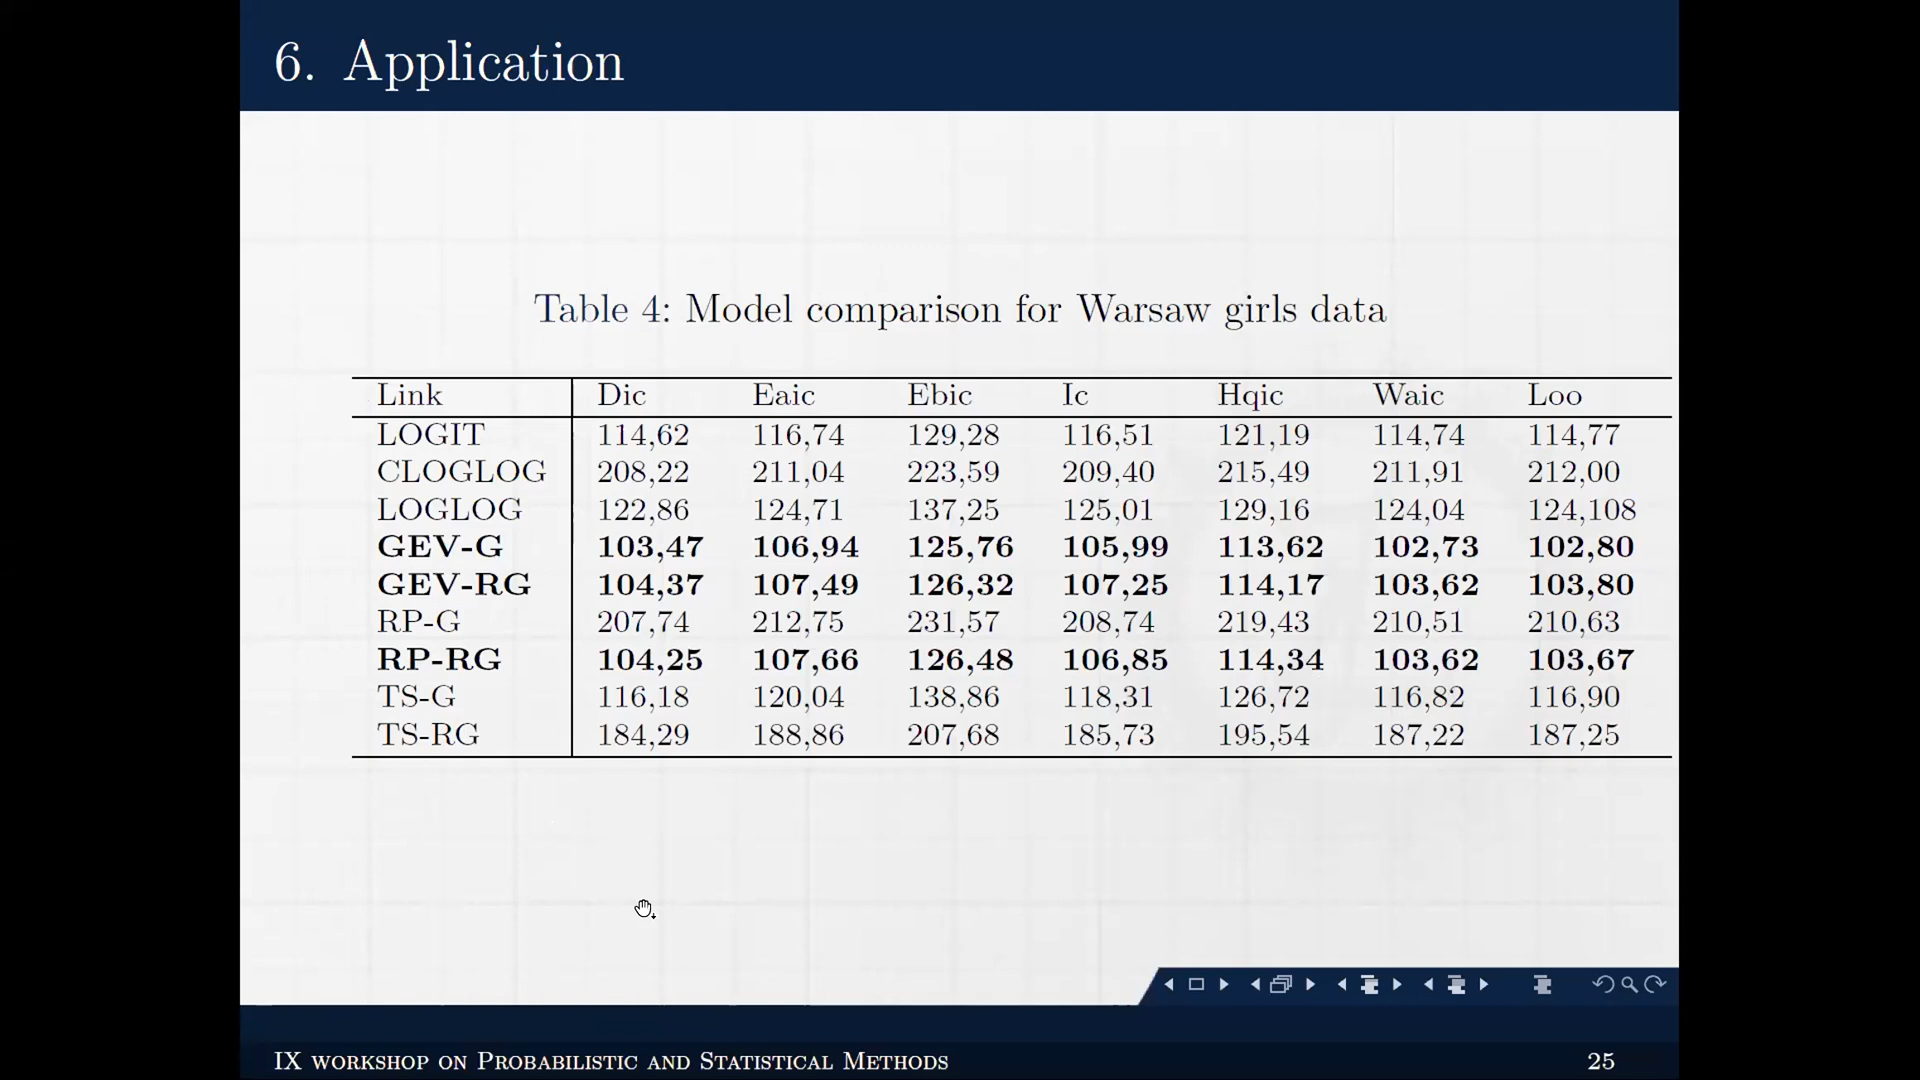 6. Application
Table 4: Model comparison for Warsaw girls data
Link Dic Eaic Ebic Ic Hqic Waic Loo
LOGIT 114,62 116,74 129,28 116,51 121,19 114,74 114,77
CLOGLOG 208,22 211,04 223,59 209,40 215,49 211,91 212,00
LOGLOG 122,86 124,71 137,25 125,01 129,16 124,04 124,108
GEV-G 103,47 106,94 125,76 105,99 113,62 102,73 102,80
GEV-RG 104,37 107,49 126,32 107,25 114,17 103,62 103,80
RP-G 207,74 212,75 231,57 208,74 219,43 210,51 210,63
RP-RG 104,25 107,66 126,48 106,85 114,34 103,62 103,67
TS-G 116,18 120,04 138,86 118,31 126,72 116,82 116,90
TS-RG 184,29 188,86 207,68 185,73 195,54 187,22 187,25
IX WORKSHOP ON PROBABILISTIC AND STATISTICAL METHODS 25